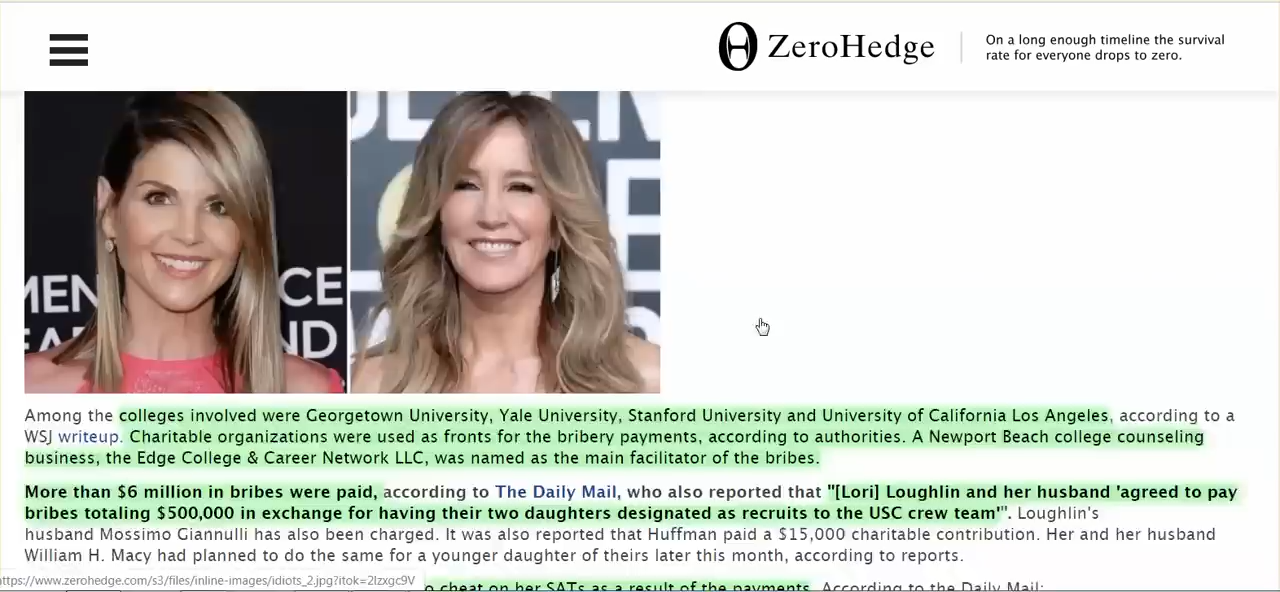 ZeroHedge
On a long enough timeline the survival
rate for everyone drops to zero.
MEN
CE
ND
Among the colleges involved were Georgetown University, Yale University, Stanford University and University of California Los Angeles, according to a
WSJ writeup. Charitable organizations were used as fronts for the bribery payments, according to authorities. A Newport Beach college counseling
business, the Edge College & Career Network LLC, was named as the main facilitator of the bribes.
More than $6 million in bribes were paid, according to The Daily Mail, who also reported that "[Lori] Loughlin and her husband 'agreed to pay
bribes totaling $500,000 in exchange for having their two daughters designated as recruits to the USC crew team'". Loughlin's
husband Mossimo Giannulli has also been charged. It was also reported that Huffman paid a $15,000 charitable contribution. Her and her husband
William H. Macy had planned to do the same for a younger daughter of theirs later this month, according to reports.
https://www.zerohedge.com/s3/files/inline-images/idiots_2.jpg?itok=2lzxgc9V
o cheat on her SATs as a result of the payments. According to the Daily Mail: